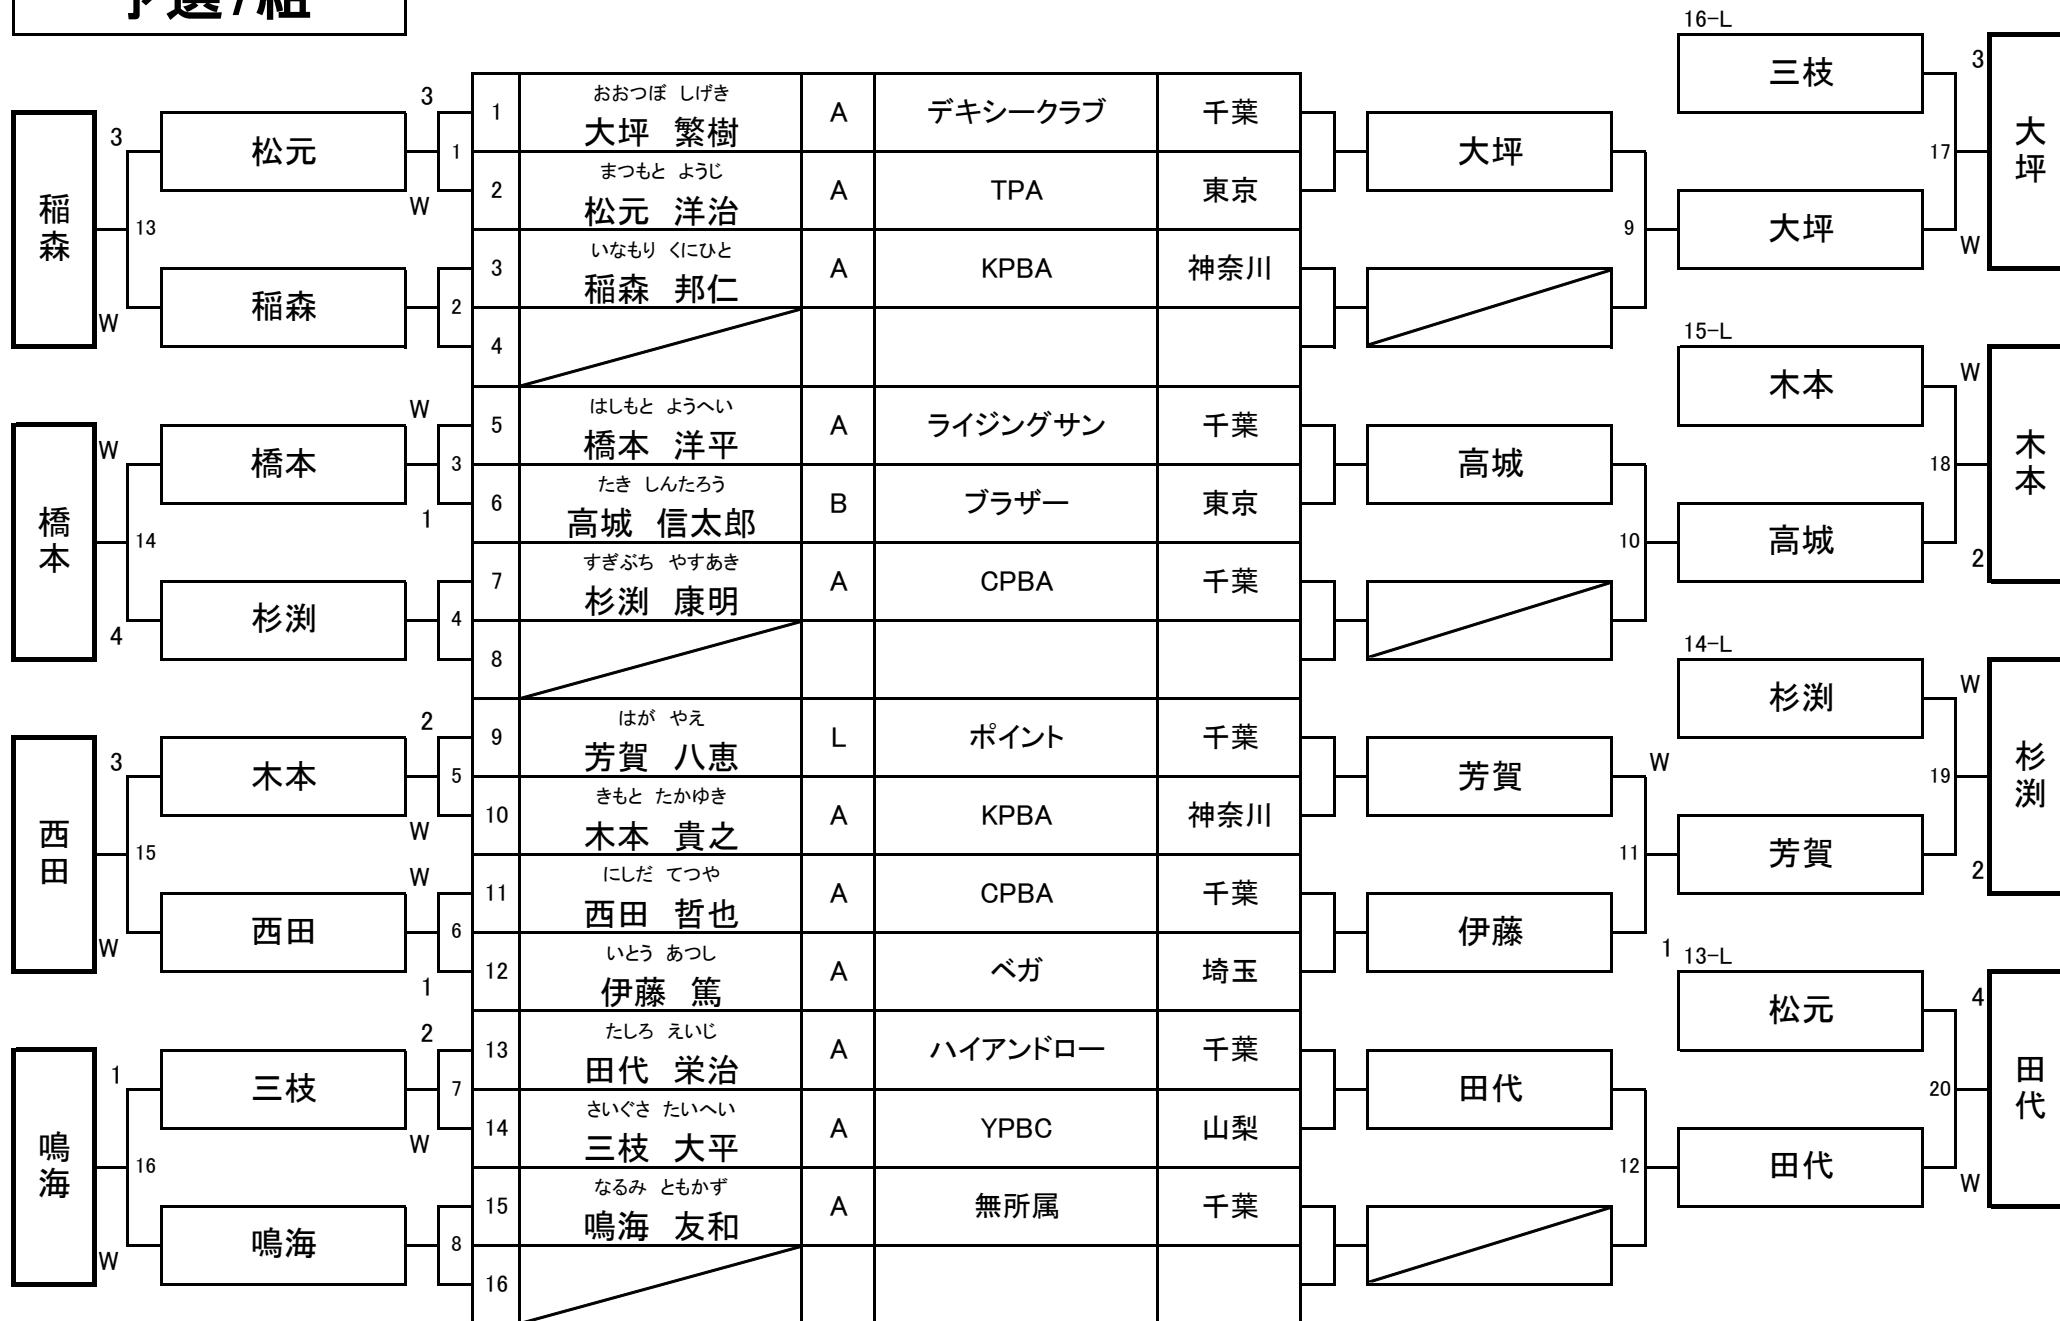 予選7組
稲森
3
13
W
松元
稲森
3
1
W
2
橋本
W
14
4
橋本
杉渕
W
3
1
4
西田
3
15
W
木本
西田
2
5
W
W
6
1
鳴海
1
16
W
三枝
鳴海
2
7
W
8
1 おおつぼ しげき
大坪 繁樹 A デキシークラブ 千葉
2 まつもと ようじ
松元 洋治 A TPA 東京
3 いなもり くにひと
稲森 邦仁 A KPBA 神奈川
4
5 はしもと ようへい
橋本 洋平 A ライジングサン 千葉
6 たき しんたろう
高城 信太郎 B ブラザー 東京
7 すぎぶち やすあき
杉渕 康明 A CPBA 千葉
8
9 はが やえ
芳賀 八恵 L ポイント 千葉
10 きもと たかゆき
木本 貴之 A KPBA 神奈川
11 にしだ てつや
西田 哲也 A CPBA 千葉
12 いとう あつし
伊藤 篤 A ベガ 埼玉
13 たしろ えいじ
田代 栄治 A ハイアンドロー 千葉
14 さいぐさ たいへい
三枝 大平 A YPBC 山梨
15 なるみ ともかず
鳴海 友和 A 無所属 千葉
16
大坪
9
高城
10
芳賀
W
11
伊藤
1
田代
12
16-L
三枝
3
17
大坪
W
大坪
15-L
木本
W
18
高城
2
木本
14-L
杉渕
W
19
芳賀
2
杉渕
13-L
松元
4
20
田代
W
田代